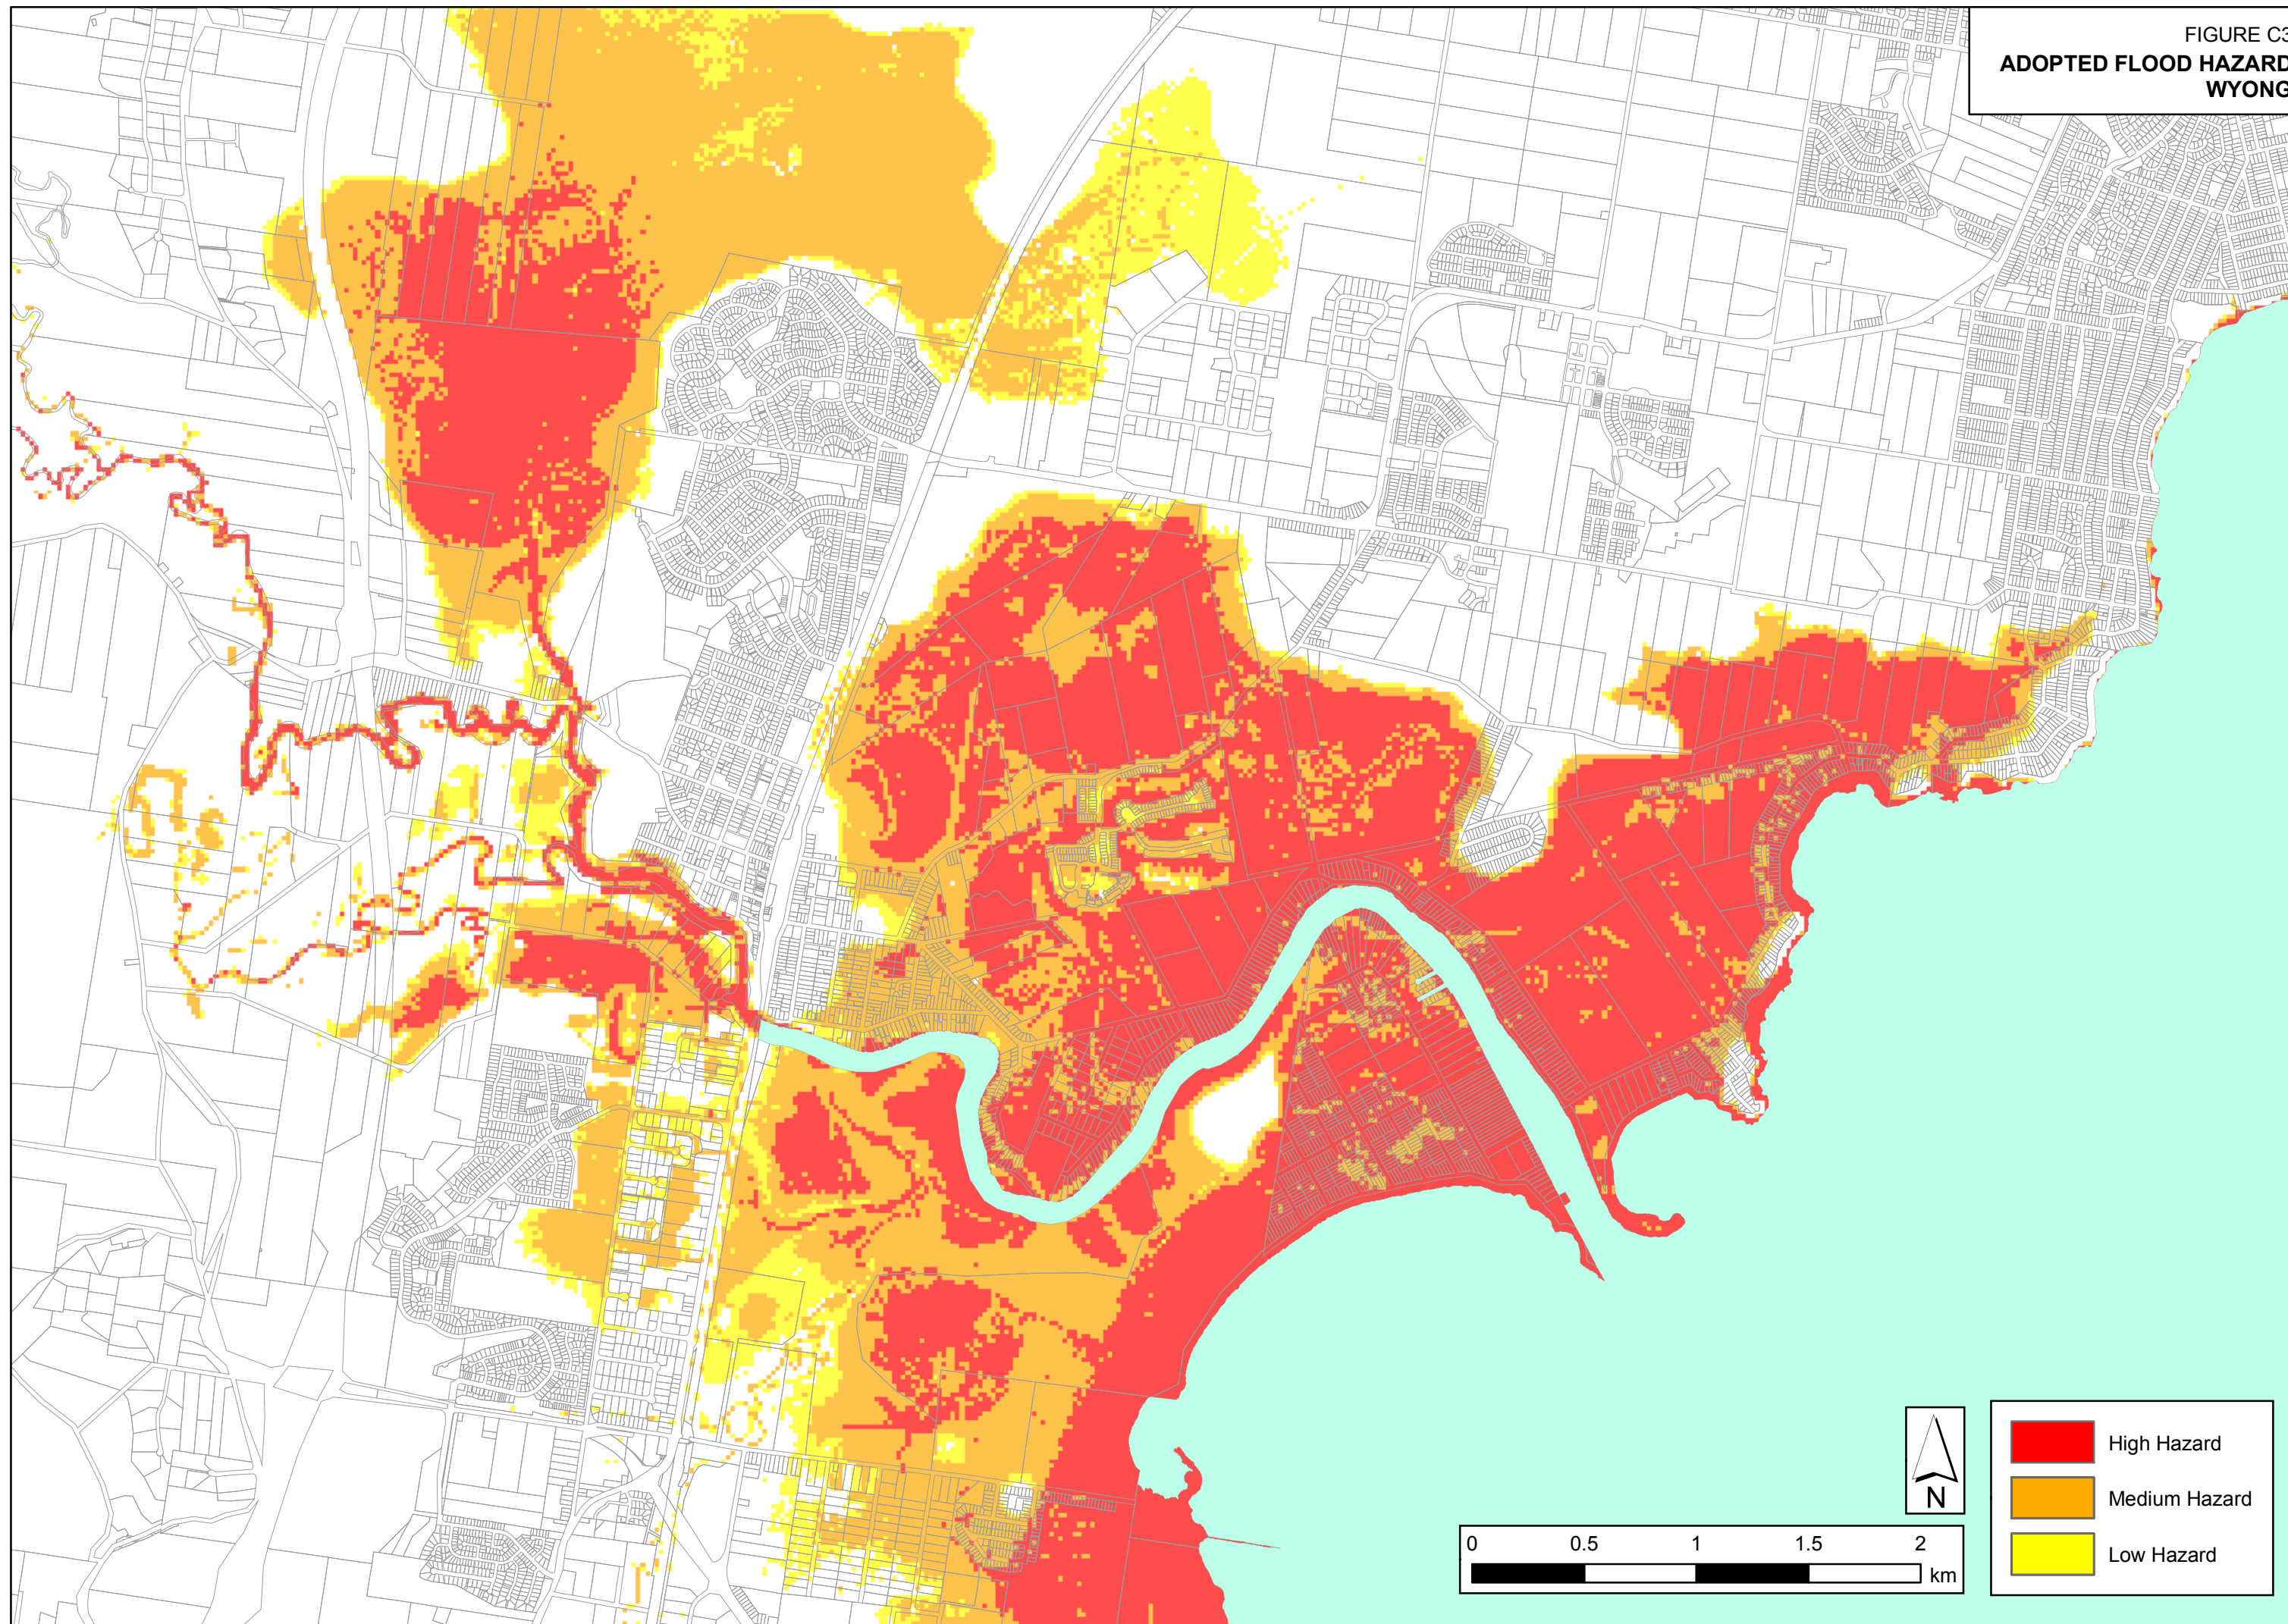 FIGURE C3
ADOPTED FLOOD HAZARD
WYONG
N
0 0.5 1 1.5 2
km
High Hazard
Medium Hazard
Low Hazard